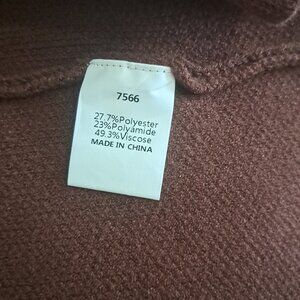 7566
27.7%Polyester
23%Polyamide
49.3%Viscose
MADE IN CHINA